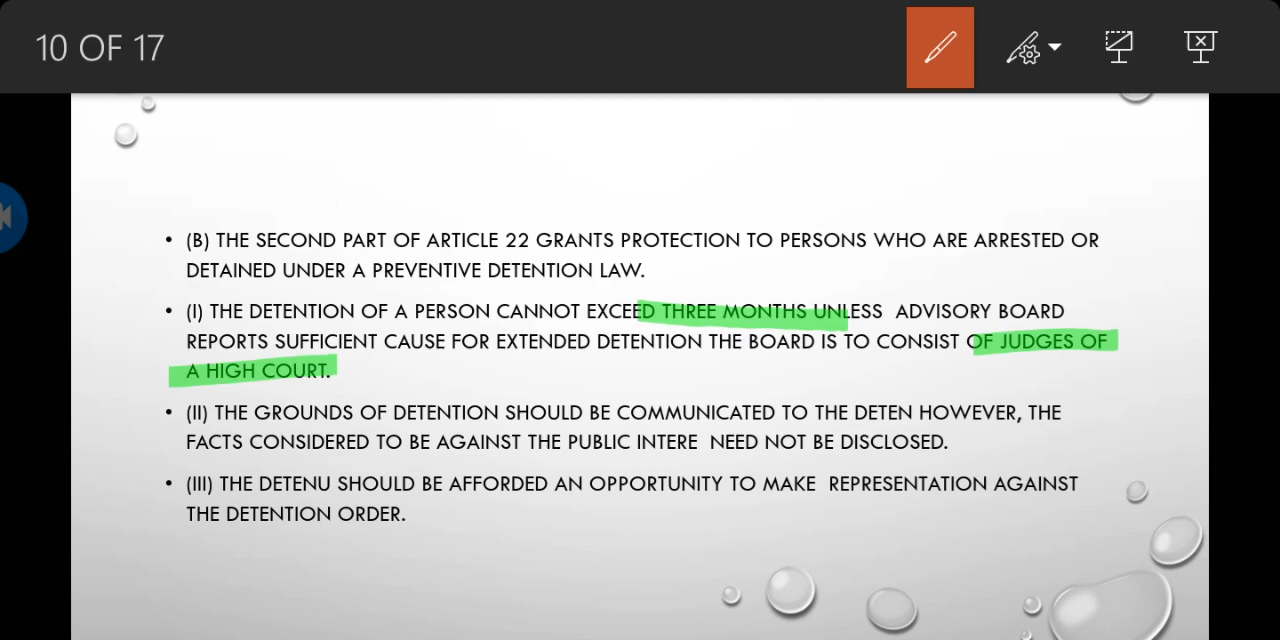 10 OF 17
• (B) THE SECOND PART OF ARTICLE 22 GRANTS PROTECTION TO PERSONS WHO ARE ARRESTED OR
DETAINED UNDER A PREVENTIVE DETENTION LAW.
• (I) THE DETENTION OF A PERSON CANNOT EXCEED THREE MONTHS UNLESS ADVISORY BOARD
REPORTS SUFFICIENT CAUSE FOR EXTENDED DETENTION THE BOARD IS TO CONSIST OF JUDGES OF
A HIGH COURT.
• (II) THE GROUNDS OF DETENTION SHOULD BE COMMUNICATED TO THE DETEN HOWEVER, THE
FACTS CONSIDERED TO BE AGAINST THE PUBLIC INTERE NEED NOT BE DISCLOSED.
• (III) THE DETENU SHOULD BE AFFORDED AN OPPORTUNITY TO MAKE REPRESENTATION AGAINST
THE DETENTION ORDER.